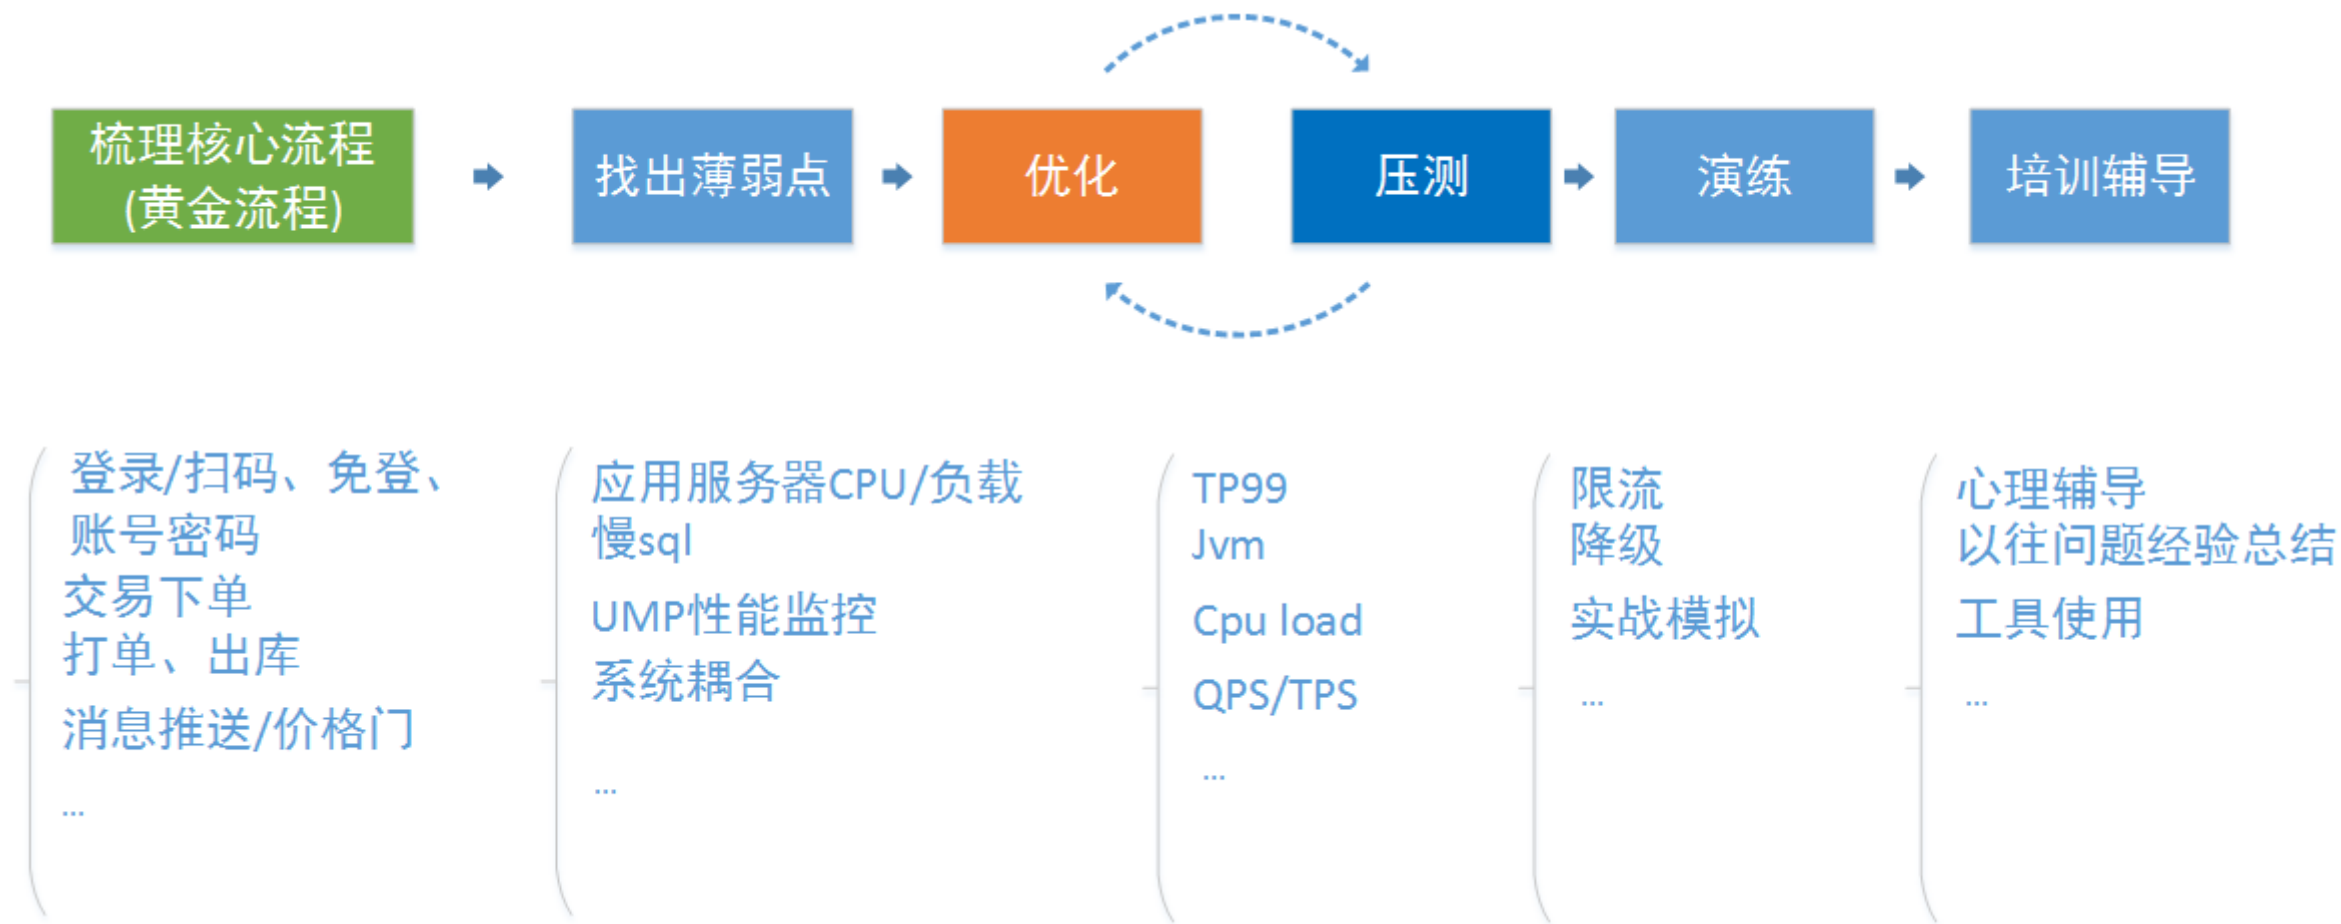 梳理核心流程
(黄金流程)
找出薄弱点
优化
压测
演练
培训辅导
登录/扫码、免登、
账号密码
交易下单
打单、出库
消息推送/价格门
...
应用服务器CPU/负载
慢sql
UMP性能监控
系统耦合
...
TP99
Jvm
Cpu load
QPS/TPS
...
限流
降级
实战模拟
...
心理辅导
以往问题经验总结
工具使用
...